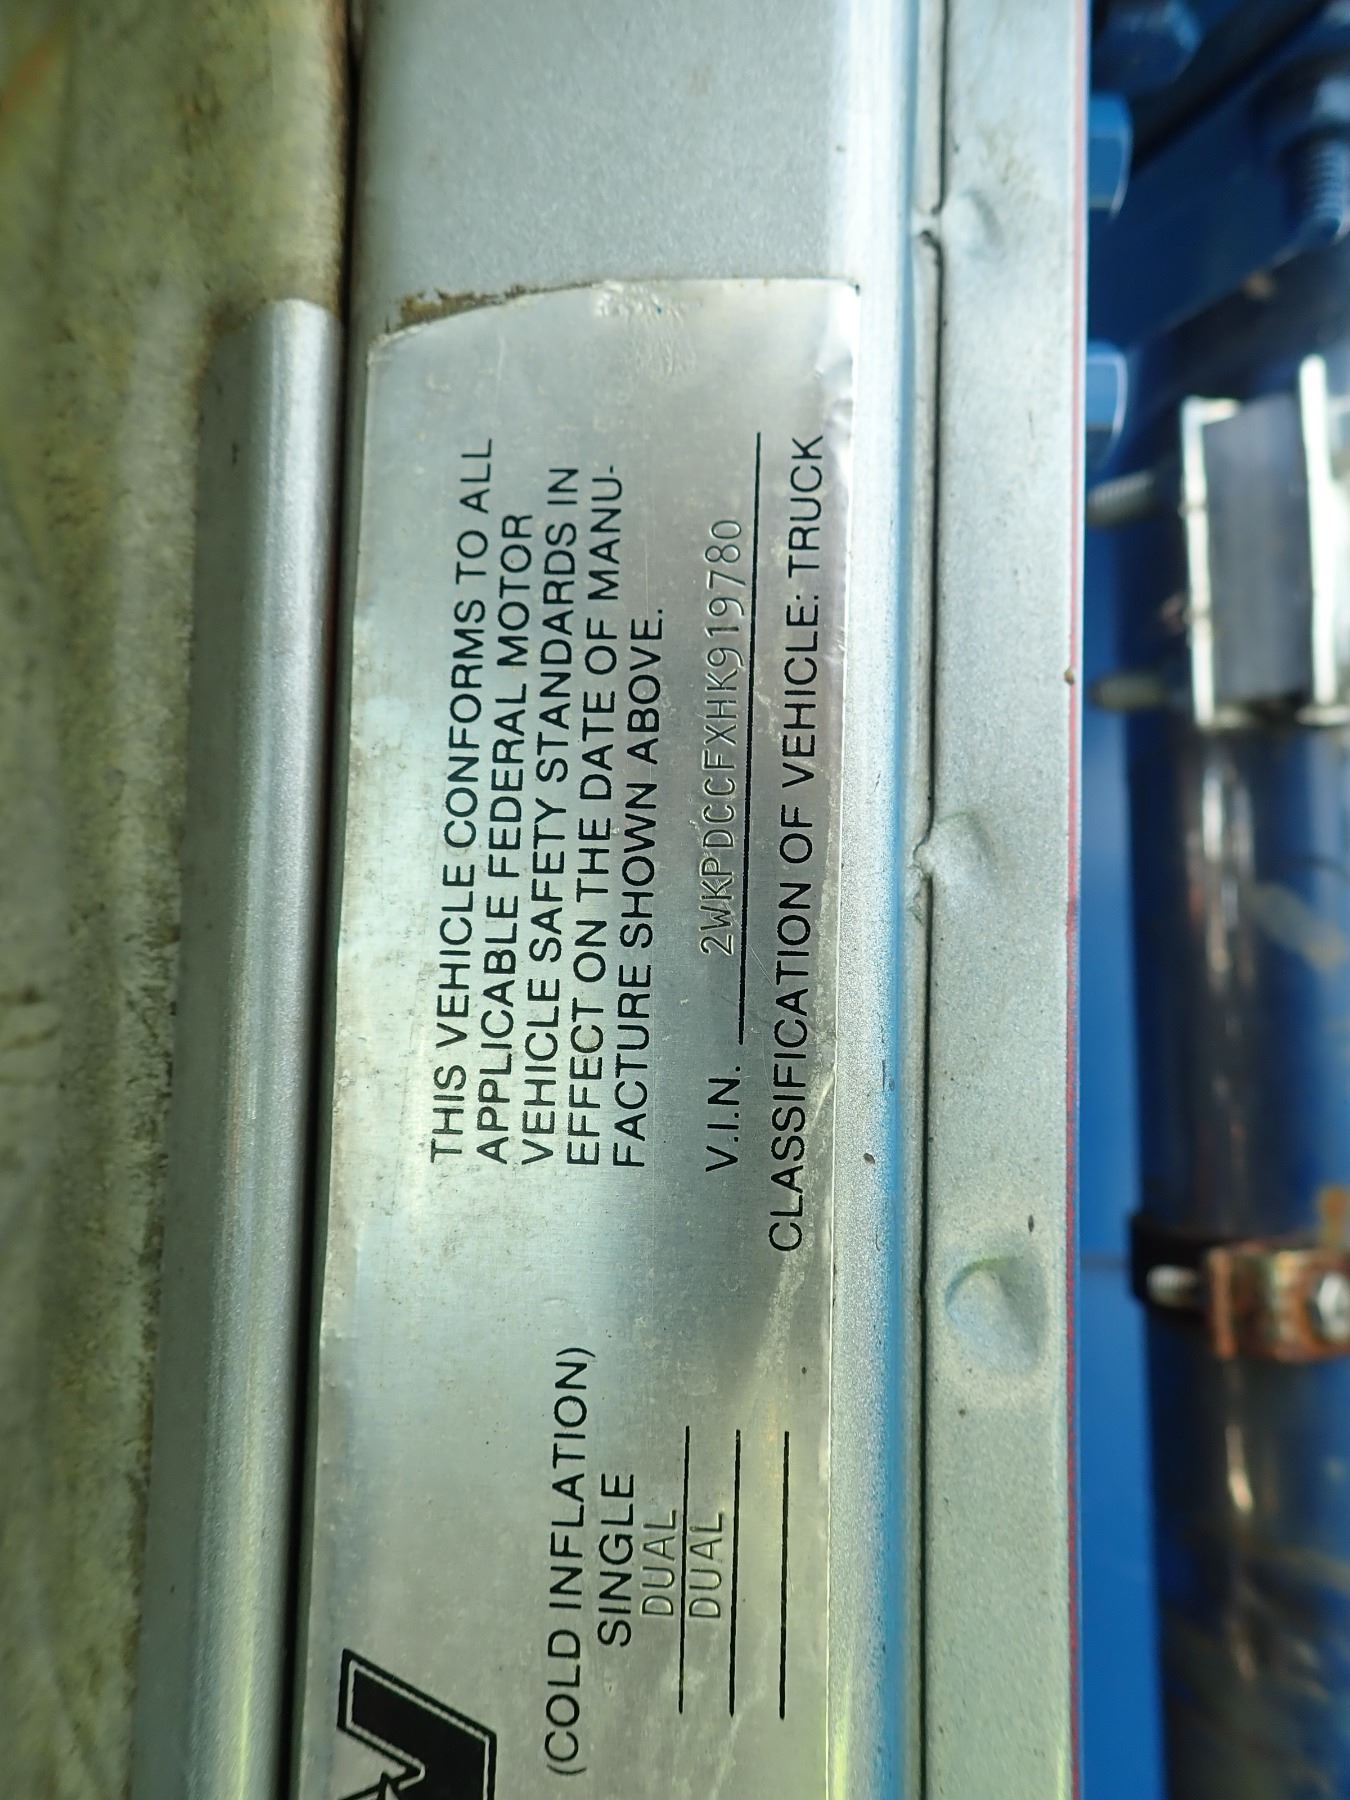 (COLD INFLATION)
SINGLE
DUAL
DUAL
THIS VEHICLE CONFORMS TO ALL
APPLICABLE FEDERAL MOTOR
VEHICLE SAFETY STANDARDS IN
EFFECT ON THE DATE OF MANU-
FACTURE SHOWN ABOVE.
V.I.N. 2WKPDCCFXHK919780
CLASSIFICATION OF VEHICLE: TRUCK